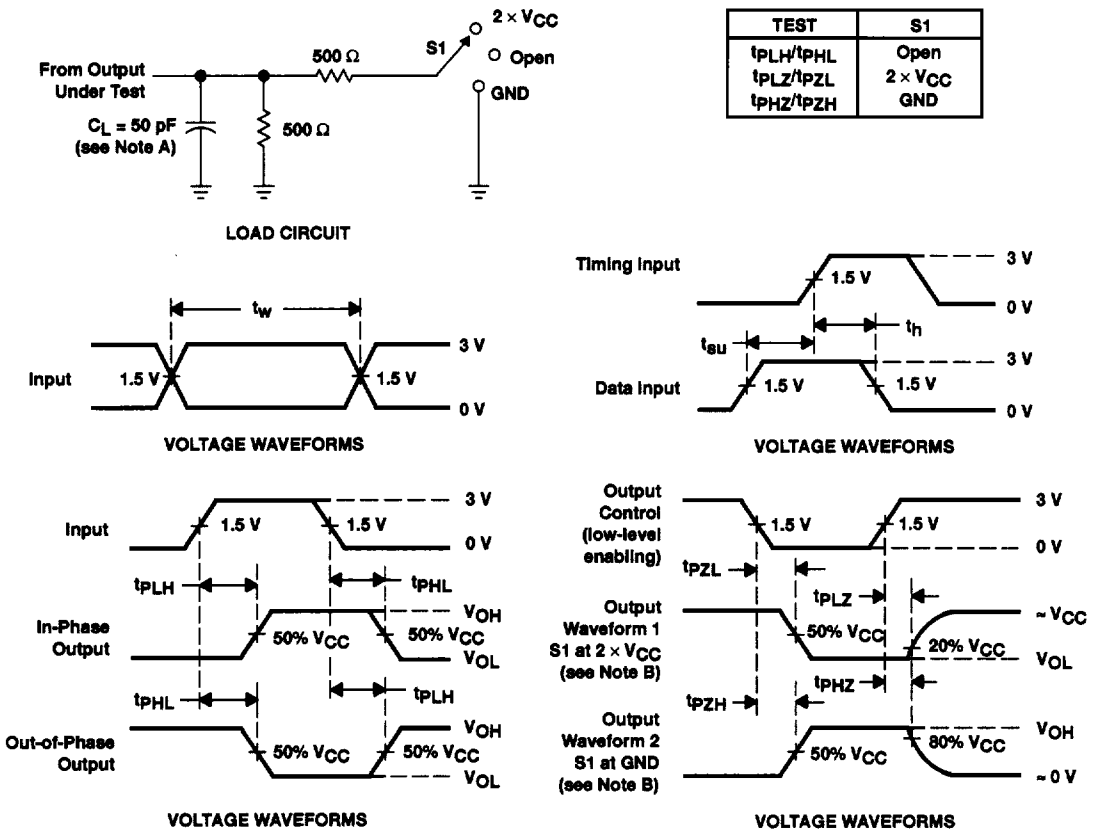 2 × VCC
S1
Open
GND
500 Ω
From Output
Under Test
CL = 50 pF
(see Note A)
500 Ω
LOAD CIRCUIT
TEST S1
tPLH/tPHL Open
tPLZ/tPZL 2 × VCC
tPHZ/tPZH GND
tw
3 V
Input
1.5 V
1.5 V
0 V
VOLTAGE WAVEFORMS
Timing Input
3 V
1.5 V
0 V
th
tsu
3 V
Data Input
1.5 V
1.5 V
0 V
VOLTAGE WAVEFORMS
3 V
Input
1.5 V
1.5 V
0 V
tPLH
tPHL
VOH
In-Phase
Output
50% VCC
50% VCC
VOL
tPHL
tPLH
VOH
Out-of-Phase
Output
50% VCC
50% VCC
VOL
VOLTAGE WAVEFORMS
Output
Control
(low-level
enabling)
3 V
1.5 V
1.5 V
0 V
tPZL
tPLZ
Output
Waveform 1
S1 at 2 × VCC
(see Note B)
≈ VCC
50% VCC
20% VCC
VOL
tPHZ
tPZH
Output
Waveform 2
S1 at GND
(see Note B)
VOH
50% VCC
80% VCC
≈ 0 V
VOLTAGE WAVEFORMS